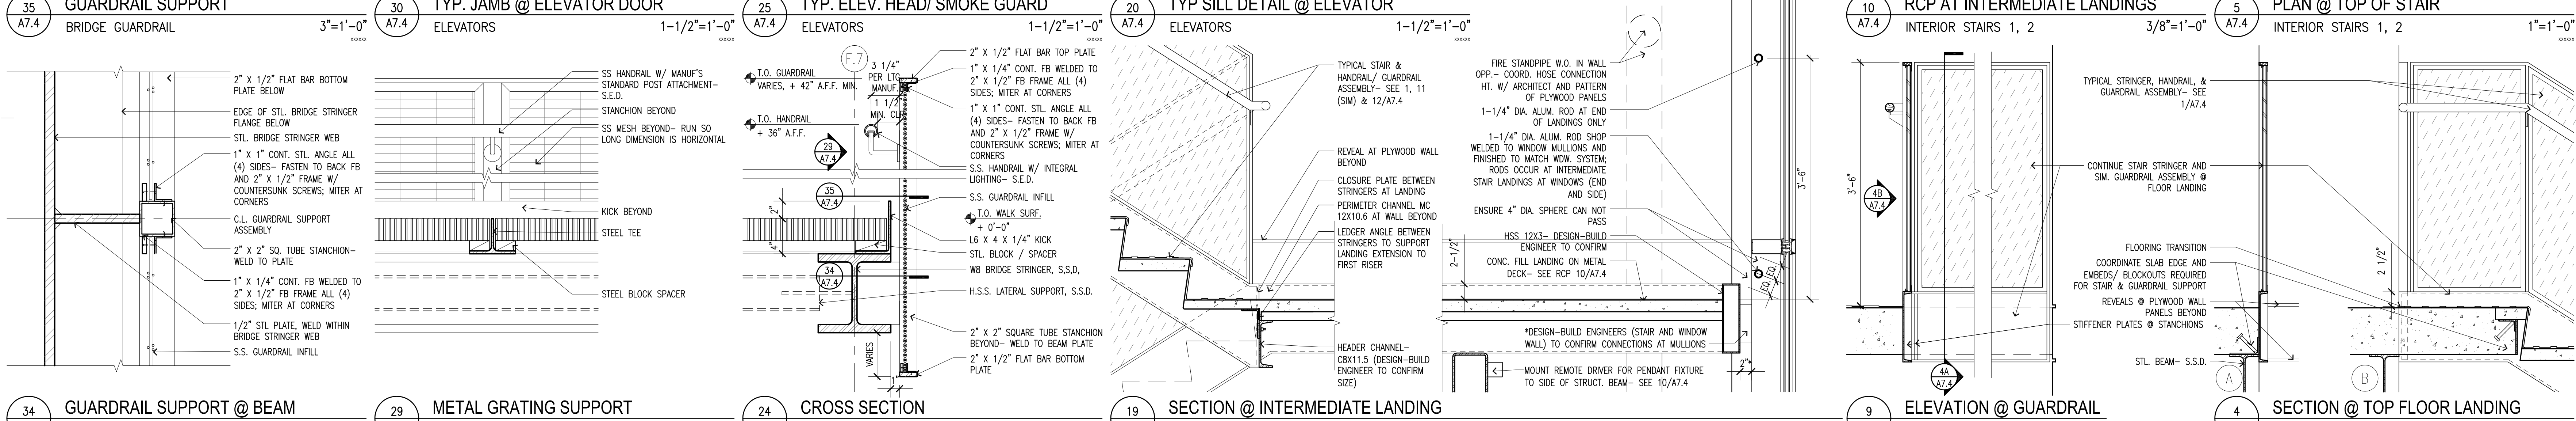 35
A7.4
GUARDRAIL SUPPORT
BRIDGE GUARDRAIL
3"=1'-0"
30
A7.4
TYP. JAMB @ ELEVATOR DOOR
ELEVATORS
1-1/2"=1'-0"
xxxxxx
25
A7.4
TYP. ELEV. HEAD/ SMOKE GUARD
ELEVATORS
1-1/2"=1'-0"
xxxxxx
20
A7.4
TYP SILL DETAIL @ ELEVATOR
ELEVATORS
1-1/2"=1'-0"
xxxxxx
10
A7.4
RCP AT INTERMEDIATE LANDINGS
INTERIOR STAIRS 1, 2
3/8"=1'-0"
xxxxxx
5
A7.4
PLAN @ TOP OF STAIR
INTERIOR STAIRS 1, 2
1"=1'-0"
xxxxxx
2" X 1/2" FLAT BAR BOTTOM
PLATE BELOW
EDGE OF STL. BRIDGE STRINGER
FLANGE BELOW
STL. BRIDGE STRINGER WEB
1" X 1" CONT. STL. ANGLE ALL
(4) SIDES- FASTEN TO BACK FB
AND 2" X 1/2" FRAME W/
COUNTERSUNK SCREWS; MITER AT
CORNERS
C.L. GUARDRAIL SUPPORT
ASSEMBLY
2" X 2" SQ. TUBE STANCHION-
WELD TO PLATE
1" X 1/4" CONT. FB WELDED TO
2" X 1/2" FB FRAME ALL (4)
SIDES; MITER AT CORNERS
1/2" STL PLATE, WELD WITHIN
BRIDGE STRINGER WEB
S.S. GUARDRAIL INFILL
34
GUARDRAIL SUPPORT @ BEAM
SS HANDRAIL W/ MANUF'S
STANDARD POST ATTACHMENT-
S.E.D.
STANCHION BEYOND
SS MESH BEYOND- RUN SO
LONG DIMENSION IS HORIZONTAL
KICK BEYOND
STEEL TEE
STEEL BLOCK SPACER
29
METAL GRATING SUPPORT
F.7
T.O. GUARDRAIL
VARIES, + 42" A.F.F. MIN.
T.O. HANDRAIL
+ 36" A.F.F.
3 1/4"
PER LTG
MANUF.
1 1/2"
MIN. CLR
29
A7.4
35
A7.4
34
A7.4
2"
4"
VARIES
1"
2" X 1/2" FLAT BAR TOP PLATE
1" X 1/4" CONT. FB WELDED TO
2" X 1/2" FB FRAME ALL (4)
SIDES; MITER AT CORNERS
1" X 1" CONT. STL. ANGLE ALL
(4) SIDES- FASTEN TO BACK FB
AND 2" X 1/2" FRAME W/
COUNTERSUNK SCREWS; MITER AT
CORNERS
S.S. HANDRAIL W/ INTEGRAL
LIGHTING- S.E.D.
S.S. GUARDRAIL INFILL
T.O. WALK SURF.
+ 0'-0"
L6 X 4 X 1/4" KICK
STL. BLOCK / SPACER
W8 BRIDGE STRINGER, S,S,D,
H.S.S. LATERAL SUPPORT, S.S.D.
2" X 2" SQUARE TUBE STANCHION
BEYOND- WELD TO BEAM PLATE
2" X 1/2" FLAT BAR BOTTOM
PLATE
24
CROSS SECTION
TYPICAL STAIR &
HANDRAIL/ GUARDRAIL
ASSEMBLY- SEE 1, 11
(SIM) & 12/A7.4
REVEAL AT PLYWOOD WALL
BEYOND
CLOSURE PLATE BETWEEN
STRINGERS AT LANDING
PERIMETER CHANNEL MC
12X10.6 AT WALL BEYOND
LEDGER ANGLE BETWEEN
STRINGERS TO SUPPORT
LANDING EXTENSION TO
FIRST RISER
HEADER CHANNEL-
C8X11.5 (DESIGN-BUILD
ENGINEER TO CONFIRM
SIZE)
2-1/2"
FIRE STANDPIPE W.O. IN WALL
OPP.- COORD. HOSE CONNECTION
HT. W/ ARCHITECT AND PATTERN
OF PLYWOOD PANELS
1-1/4" DIA. ALUM. ROD AT END
OF LANDINGS ONLY
1-1/4" DIA. ALUM. ROD SHOP
WELDED TO WINDOW MULLIONS AND
FINISHED TO MATCH WDW. SYSTEM;
RODS OCCUR AT INTERMEDIATE
STAIR LANDINGS AT WINDOWS (END
AND SIDE)
ENSURE 4" DIA. SPHERE CAN NOT
PASS
HSS 12X3- DESIGN-BUILD
ENGINEER TO CONFIRM
CONC. FILL LANDING ON METAL
DECK- SEE RCP 10/A7.4
*DESIGN-BUILD ENGINEERS (STAIR AND WINDOW
WALL) TO CONFIRM CONNECTIONS AT MULLIONS
MOUNT REMOTE DRIVER FOR PENDANT FIXTURE
TO SIDE OF STRUCT. BEAM- SEE 10/A7.4
EQ.
EQ.
3'-6"
2"*
19
SECTION @ INTERMEDIATE LANDING
3'-6"
4B
A7.4
4A
A7.4
9
ELEVATION @ GUARDRAIL
TYPICAL STRINGER, HANDRAIL, &
GUARDRAIL ASSEMBLY- SEE
1/A7.4
CONTINUE STAIR STRINGER AND
SIM. GUARDRAIL ASSEMBLY @
FLOOR LANDING
FLOORING TRANSITION
COORDINATE SLAB EDGE AND
EMBEDS/ BLOCKOUTS REQUIRED
FOR STAIR & GUARDRAIL SUPPORT
REVEALS @ PLYWOOD WALL
PANELS BEYOND
STIFFENER PLATES @ STANCHIONS
STL. BEAM- S.S.D.
2 1/2"
A
B
4
SECTION @ TOP FLOOR LANDING